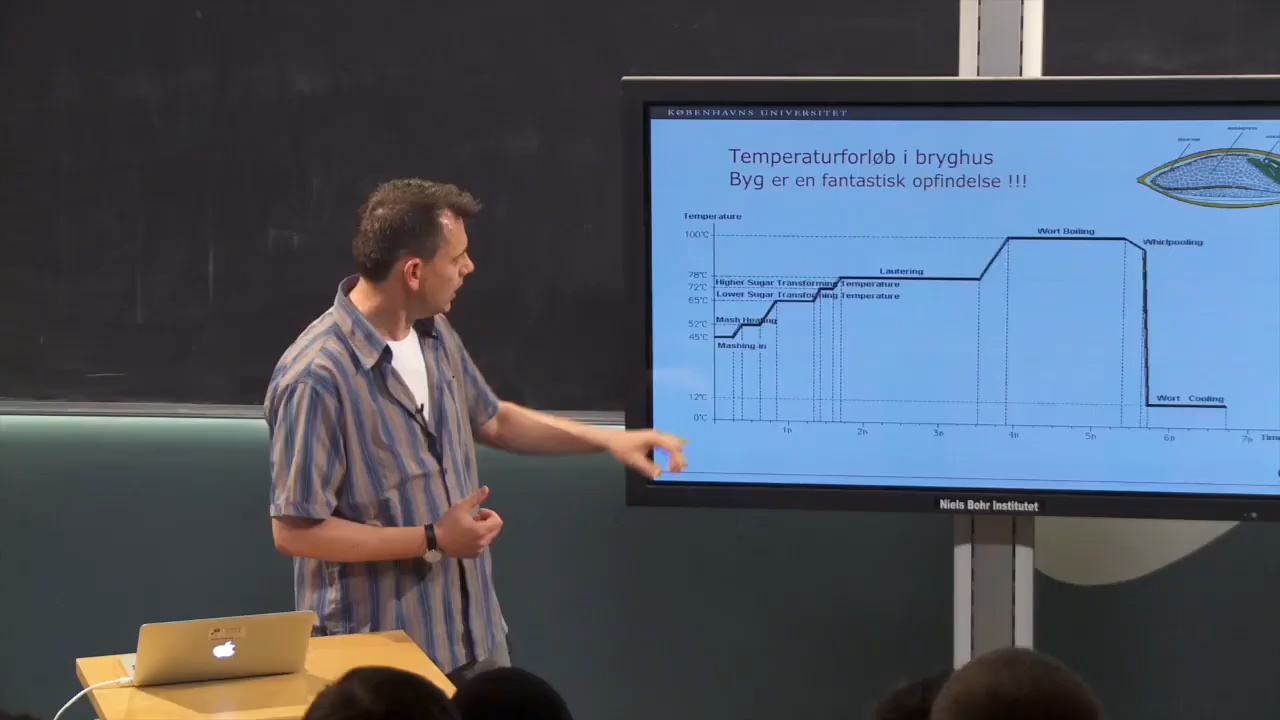 KØBENHAVNS UNIVERSITET
Temperaturforløb i bryghus
Byg er en fantastisk opfindelse !!!
Temperature
100°C
Wort Boiling
Whirlpooling
78°C
Lautering
72°C
Higher Sugar Transforming Temperature
65°C
Lower Sugar Transforming Temperature
52°C
Mash Heating
45°C
Mashing-in
12°C
Wort Cooling
0°C
1h 2h 3h 4h 5h 6h 7h
Niels Bohr Institutet